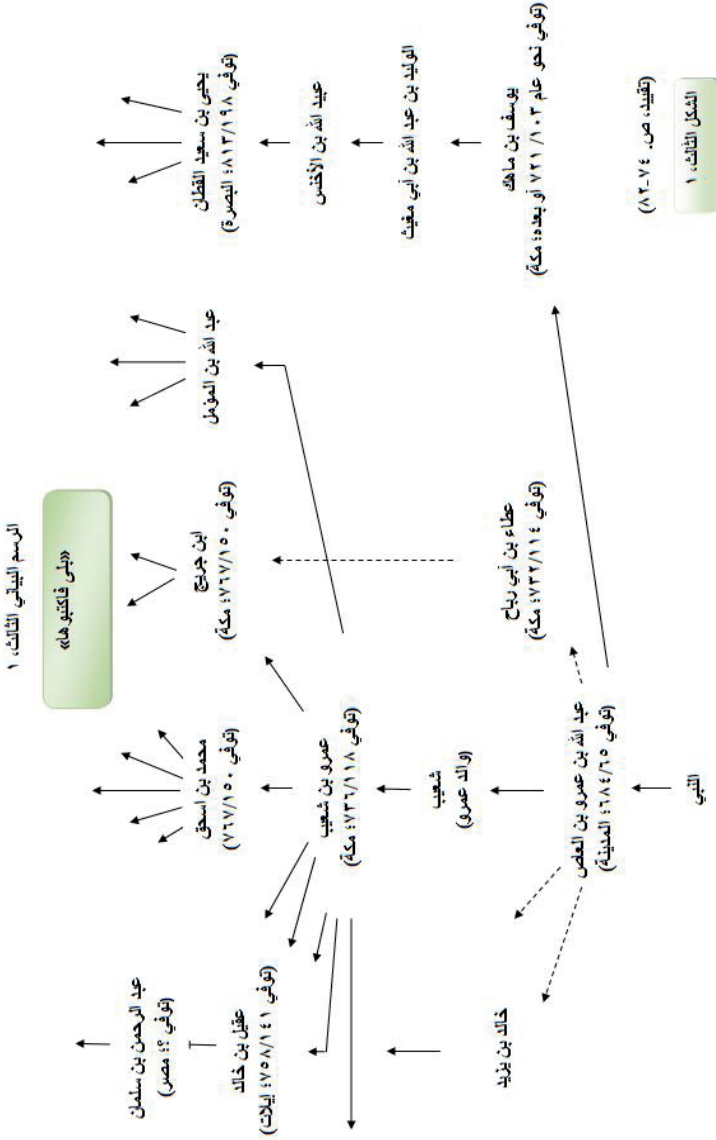 الرسم البياني الثالث، ١
«بلى فاكتبوها»
يحيى بن سعيد القطان
(توفي ٨١٣/١٩٨؛ البصرة)
عبيد الله بن الأخنس
الوليد بن عبد الله بن أبي مغيث
يوسف بن ماهك
(توفي نحو عام ٧٢١/١٠٣ أو بعده؛ مكة)
عبد الله بن المؤمل
ابن جريج
(توفي ٧٦٧/١٥٠؛ مكة)
عطاء بن أبي رباح
(توفي ٧٣٢/١١٤؛ مكة)
محمد بن اسحق
(توفي ٧٦٧/١٥٠)
عمرو بن شعيب
(توفي ٧٣٦/١١٨؛ مكة)
شعيب
(والد عمرو)
عبد الله بن عمرو بن العاص
(توفي ٦٨٤/٦٥؛ المدينة)
النبي
عبد الرحمن بن سلمان
(توفي ؟؛ مصر)
عقيل بن خالد
(توفي ٧٥٨/١٤١؛ إيلات)
خالد بن يزيد
(تقييد، ص. ٧٤-٨٢)
الشكل الثالث، ١